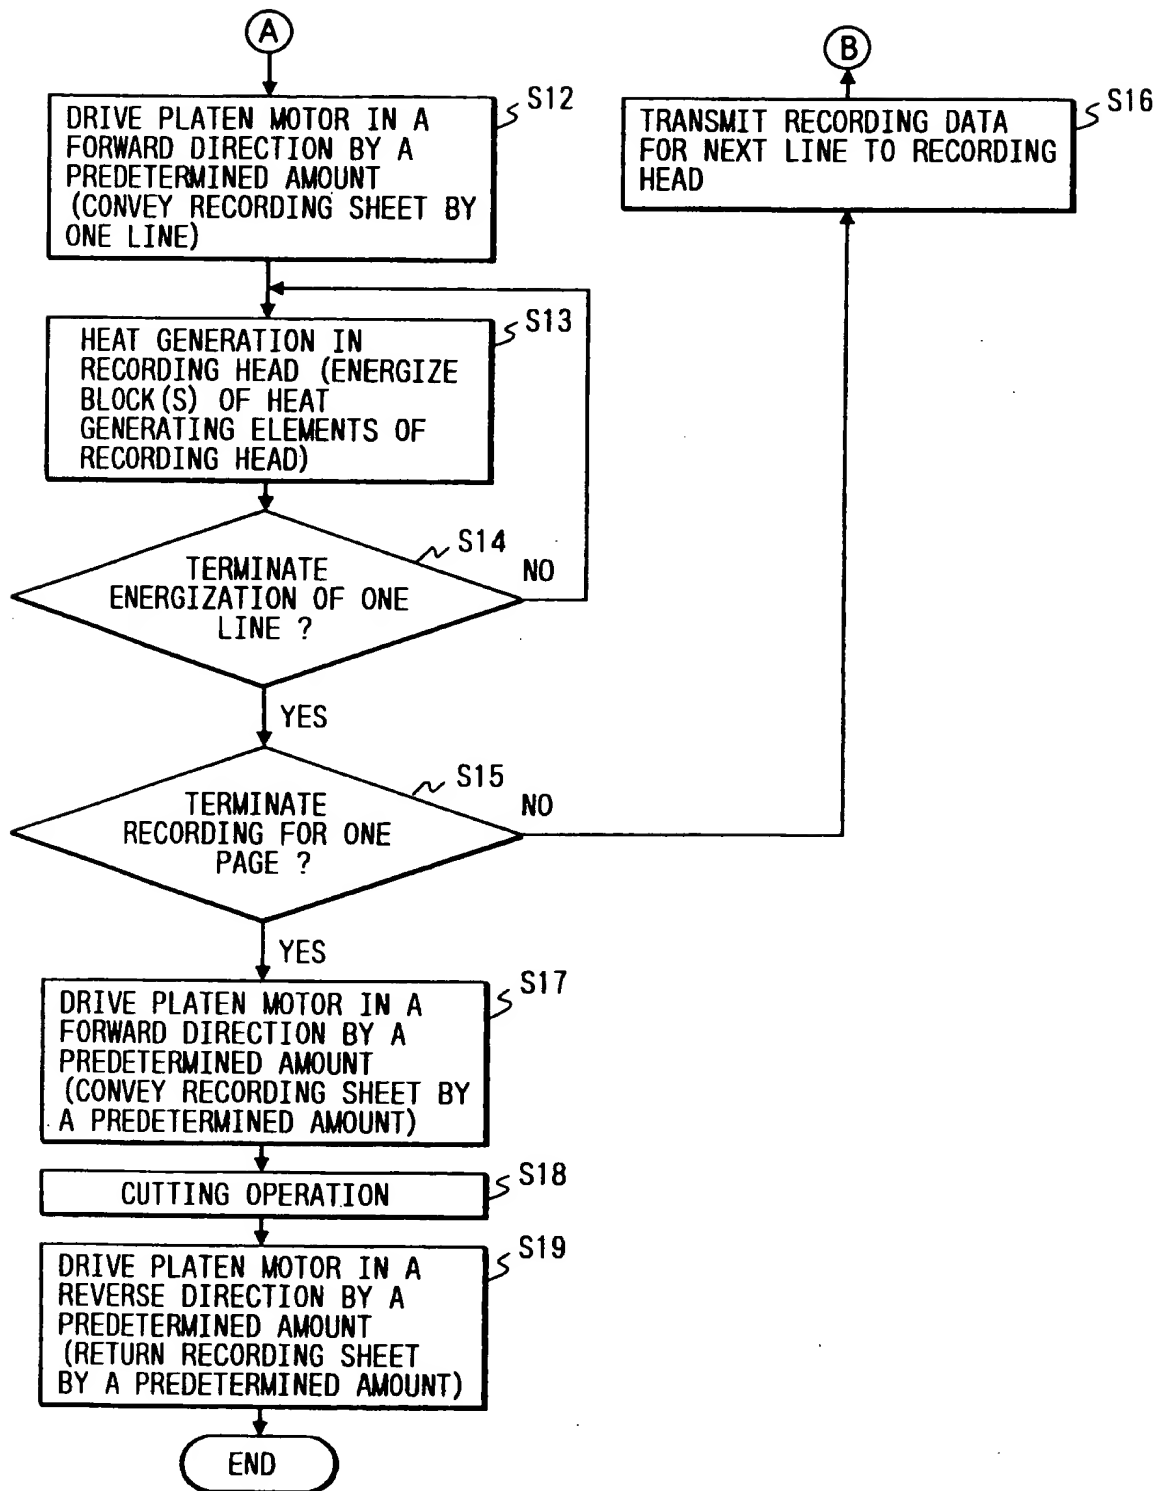 A
DRIVE PLATEN MOTOR IN A
FORWARD DIRECTION BY A
PREDETERMINED AMOUNT
(CONVEY RECORDING SHEET BY
ONE LINE)
S12
HEAT GENERATION IN
RECORDING HEAD (ENERGIZE
BLOCK(S) OF HEAT
GENERATING ELEMENTS OF
RECORDING HEAD)
S13
TERMINATE
ENERGIZATION OF ONE
LINE ?
S14
NO
YES
TERMINATE
RECORDING FOR ONE
PAGE ?
S15
NO
YES
B
TRANSMIT RECORDING DATA
FOR NEXT LINE TO RECORDING
HEAD
S16
DRIVE PLATEN MOTOR IN A
FORWARD DIRECTION BY A
PREDETERMINED AMOUNT
(CONVEY RECORDING SHEET BY
A PREDETERMINED AMOUNT)
S17
CUTTING OPERATION
S18
DRIVE PLATEN MOTOR IN A
REVERSE DIRECTION BY A
PREDETERMINED AMOUNT
(RETURN RECORDING SHEET
BY A PREDETERMINED AMOUNT)
S19
END